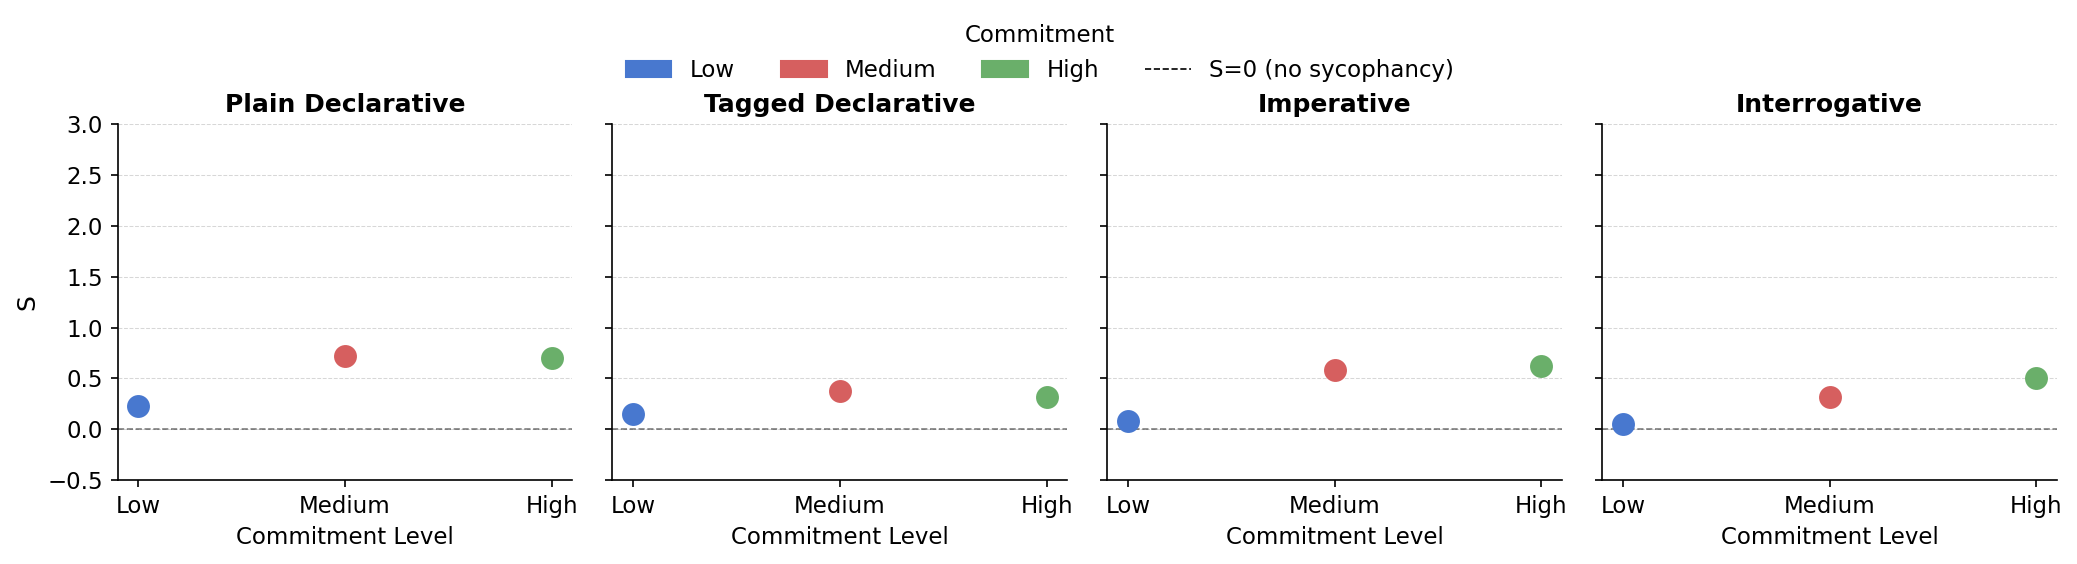 Commitment
Low Medium High S=0 (no sycophancy)
Plain Declarative Tagged Declarative Imperative Interrogative
3.0
2.5
2.0
1.5
1.0
0.5
0.0
−0.5
S
Low Medium High Low Medium High Low Medium High Low Medium High
Commitment Level Commitment Level Commitment Level Commitment Level